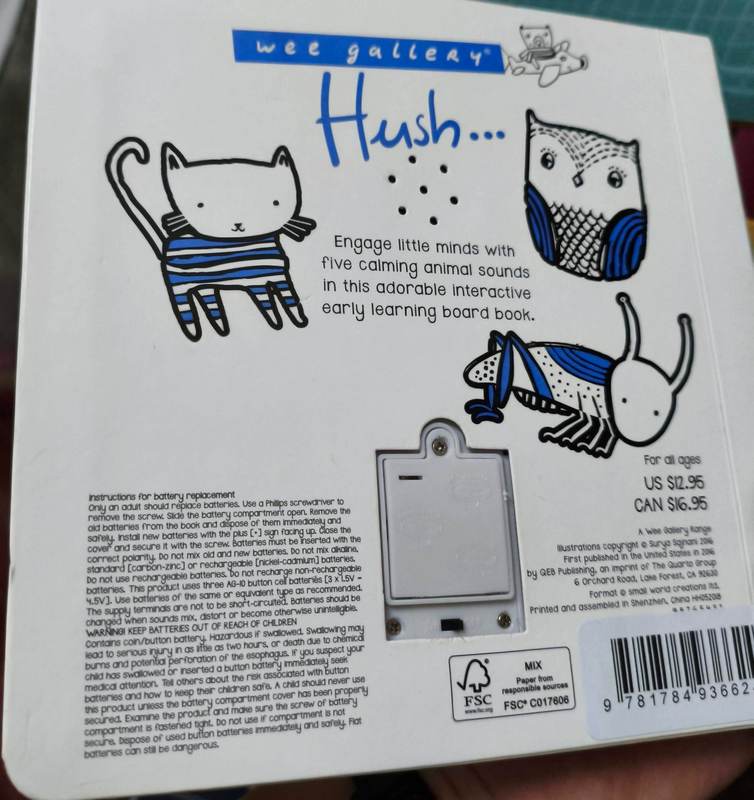 wee gallery®
Hush...
Engage little minds with
five calming animal sounds
in this adorable interactive
early learning board book.
For all ages
US $12.95
CAN $16.95
A Wee Gallery Range
Illustrations copyright © Surya Sajnani 2016
First published in the United States in 2016
by QEB Publishing, an imprint of The Quarto Group
6 Orchard Road, Lake Forest, CA 92630
Format © small world creations ltd.
Printed and assembled in Shenzhen, China HH05208
Instructions for battery replacement
Only an adult should replace batteries. Use a Phillips screwdriver to
remove the screw. Slide the battery compartment open. Remove the
old batteries from the book and dispose of them immediately and
safely. Install new batteries with the plus [+] sign facing up. Close the
cover and secure it with the screw. Batteries must be inserted with the
correct polarity. Do not mix old and new batteries. Do not mix alkaline,
standard [carbon-zinc] or rechargeable [nickel-cadmium] batteries.
Do not use rechargeable batteries. Do not recharge non-rechargeable
batteries. This product uses three AG-10 button cell batteries [3 x 1.5V =
4.5V]. Use batteries of the same or equivalent type as recommended.
The supply terminals are not to be short-circuited. Batteries should be
changed when sounds mix, distort or become otherwise unintelligible.
WARNING! KEEP BATTERIES OUT OF REACH OF CHILDREN
Contains coin/button battery. Hazardous if swallowed. Swallowing may
lead to serious injury in as little as two hours, or death due to chemical
burns and potential perforation of the esophagus. If you suspect your
child has swallowed or inserted a button battery immediately seek
medical attention. Tell others about the risk associated with button
batteries and how to keep their children safe. A child should never use
this product unless the battery compartment cover has been properly
secured. Examine the product and make sure the screw of battery
compartment is fastened tight. Do not use if compartment is not
secure. Dispose of used button batteries immediately and safely. Flat
batteries can still be dangerous.
FSC
www.fsc.org
MIX
Paper from
responsible sources
FSC® C017606
9 781784 93662